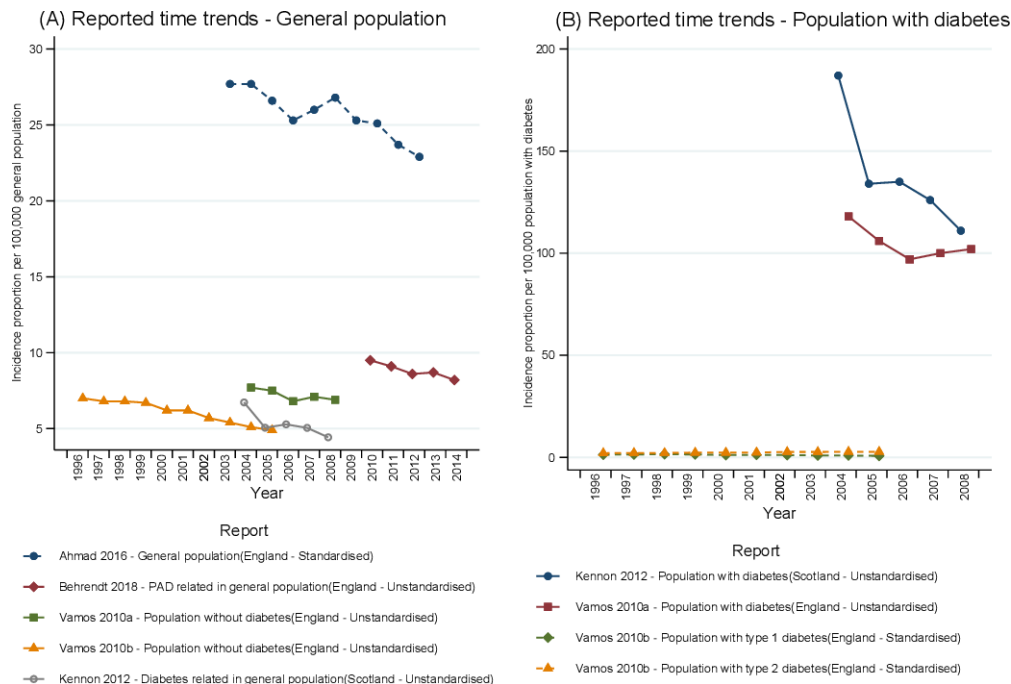 (A) Reported time trends - General population
30
25
20
15
10
5
Incidence proportion per 100,000 general population
1996 1997 1998 1999 2000 2001 2002 2003 2004 2005 2006 2007 2008 2009 2010 2011 2012 2013 2014
Year
Report
Ahmad 2016 - General population(England - Standardised)
Behrendt 2018 - PAD related in general population(England - Unstandardised)
Vamos 2010a - Population without diabetes(England - Unstandardised)
Vamos 2010b - Population without diabetes(England - Unstandardised)
Kennon 2012 - Diabetes related in general population(Scotland - Unstandardised)
(B) Reported time trends - Population with diabetes
200
150
100
50
0
Incidence proportion per 100,000 population with diabetes
1996 1997 1998 1999 2000 2001 2002 2003 2004 2005 2006 2007 2008
Year
Report
Kennon 2012 - Population with diabetes(Scotland - Unstandardised)
Vamos 2010a - Population with diabetes(England - Unstandardised)
Vamos 2010b - Population with type 1 diabetes(England - Standardised)
Vamos 2010b - Population with type 2 diabetes(England - Standardised)